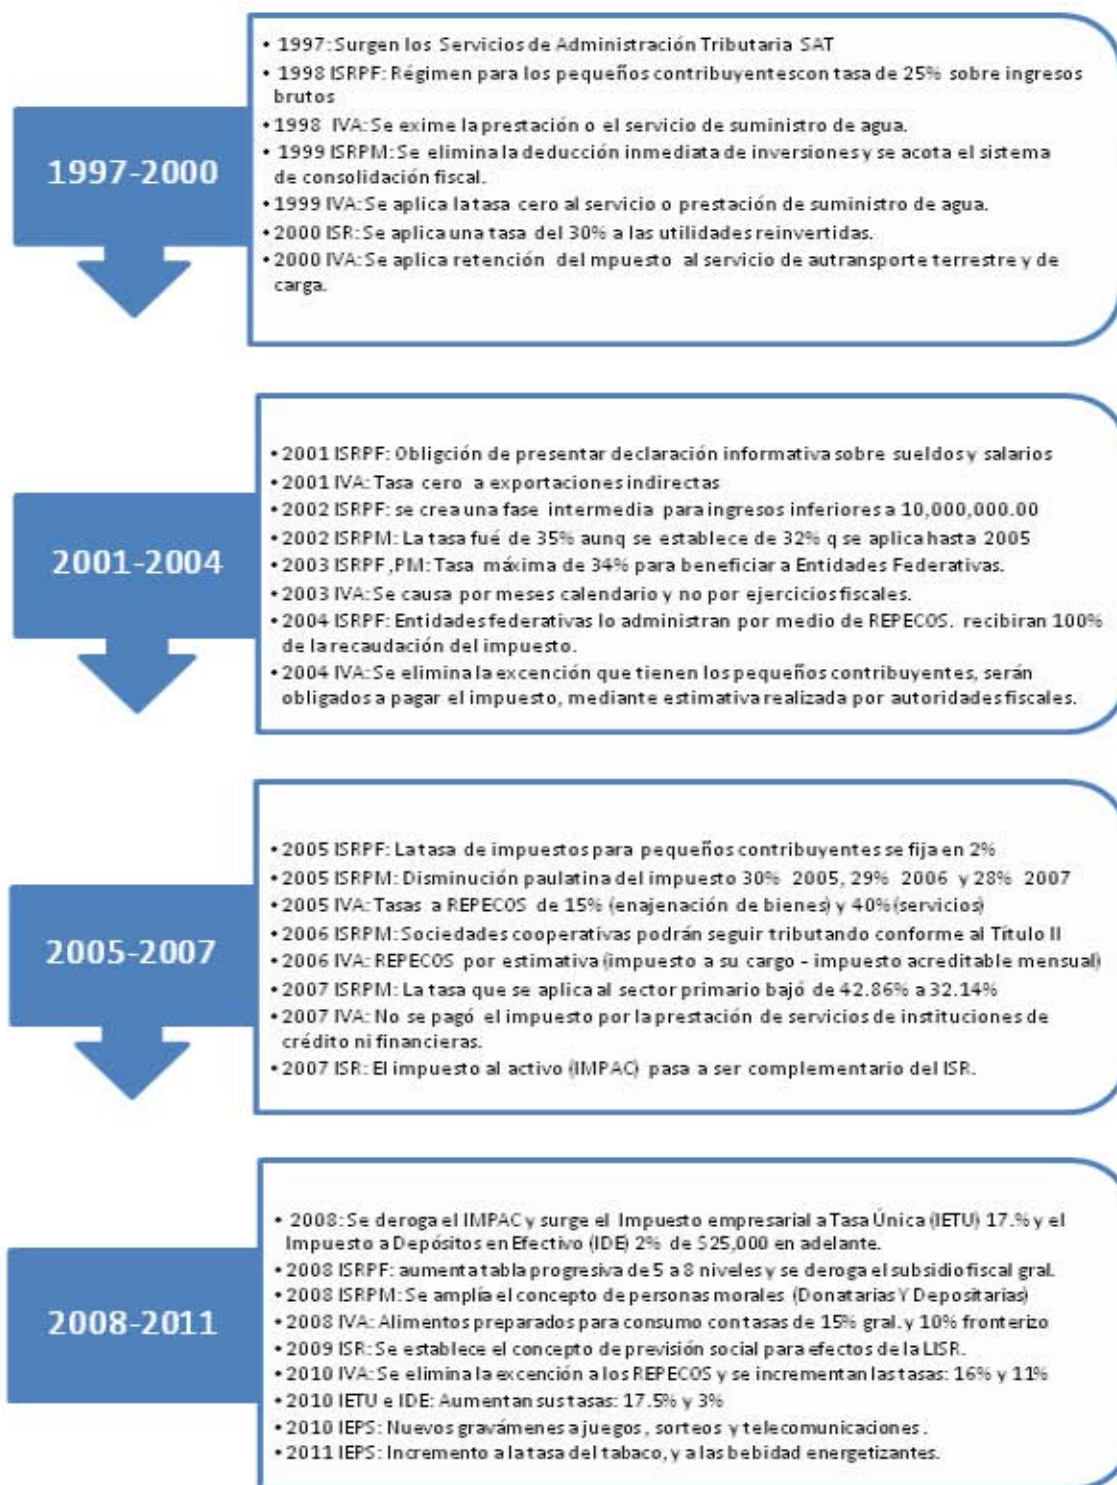 1997-2000
• 1997: Surgen los Servicios de Administración Tributaria SAT
• 1998 ISRPF: Régimen para los pequeños contribuyentescon tasa de 25% sobre ingresos
brutos
• 1998 IVA: Se exime la prestación o el servicio de suministro de agua.
• 1999 ISRPM: Se elimina la deducción inmediata de inversiones y se acota el sistema
de consolidación fiscal.
• 1999 IVA: Se aplica la tasa cero al servicio o prestación de suministro de agua.
• 2000 ISR: Se aplica una tasa del 30% a las utilidades reinvertidas.
• 2000 IVA: Se aplica retención del mpuesto al servicio de autransporte terrestre y de
carga.
2001-2004
• 2001 ISRPF: Obligción de presentar declaración informativa sobre sueldos y salarios
• 2001 IVA: Tasa cero a exportaciones indirectas
• 2002 ISRPF: se crea una fase intermedia para ingresos inferiores a 10,000,000.00
• 2002 ISRPM: La tasa fué de 35% aunq se establece de 32% q se aplica hasta 2005
• 2003 ISRPF ,PM: Tasa máxima de 34% para beneficiar a Entidades Federativas.
• 2003 IVA: Se causa por meses calendario y no por ejercicios fiscales.
• 2004 ISRPF: Entidades federativas lo administran por medio de REPECOS. recibiran 100%
de la recaudación del impuesto.
• 2004 IVA: Se elimina la excención que tienen los pequeños contribuyentes, serán
obligados a pagar el impuesto, mediante estimativa realizada por autoridades fiscales.
2005-2007
• 2005 ISRPF: La tasa de impuestos para pequeños contribuyentes se fija en 2%
• 2005 ISRPM: Disminución paulatina del impuesto 30% 2005, 29% 2006 y 28% 2007
• 2005 IVA: Tasas a REPECOS de 15% (enajenación de bienes) y 40% (servicios)
• 2006 ISRPM: Sociedades cooperativas podrán seguir tributando conforme al Título II
• 2006 IVA: REPECOS por estimativa (impuesto a su cargo - impuesto acreditable mensual)
• 2007 ISRPM: La tasa que se aplica al sector primario bajó de 42.86% a 32.14%
• 2007 IVA: No se pagó el impuesto por la prestación de servicios de instituciones de
crédito ni financieras.
• 2007 ISR: El impuesto al activo (IMPAC) pasa a ser complementario del ISR.
2008-2011
• 2008: Se deroga el IMPAC y surge el Impuesto empresarial a Tasa Única (IETU) 17.% y el
Impuesto a Depósitos en Efectivo (IDE) 2% de $25,000 en adelante.
• 2008 ISRPF: aumenta tabla progresiva de 5 a 8 niveles y se deroga el subsidio fiscal gral.
• 2008 ISRPM: Se amplía el concepto de personas morales (Donatarias Y Depositarias)
• 2008 IVA: Alimentos preparados para consumo con tasas de 15% gral. y 10% fronterizo
• 2009 ISR: Se establece el concepto de previsión social para efectos de la LISR.
• 2010 IVA: Se elimina la excención a los REPECOS y se incrementan las tasas: 16% y 11%
• 2010 IETU e IDE: Aumentan sus tasas: 17.5% y 3%
• 2010 IEPS: Nuevos gravámenes a juegos, sorteos y telecomunicaciones.
• 2011 IEPS: Incremento a la tasa del tabaco, y a las bebidad energetizantes.